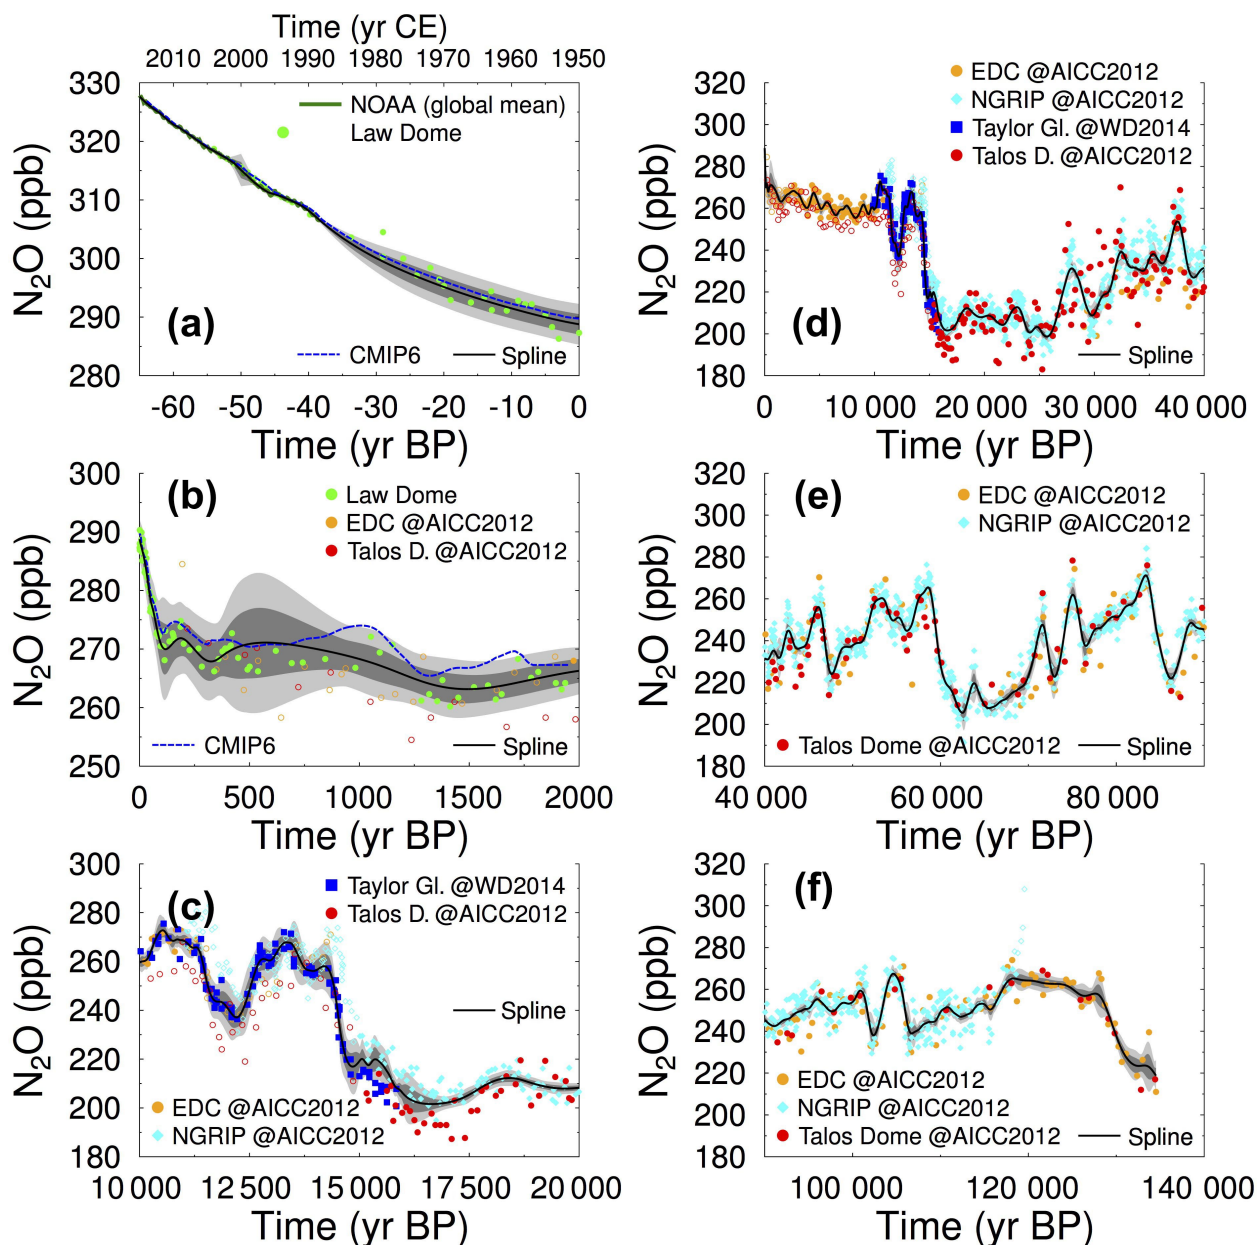 Time (yr CE)
2010 2000 1990 1980 1970 1960 1950
330
320
310
300
290
280
N2O (ppb)
NOAA (global mean)
Law Dome
(a)
CMIP6 Spline
-60 -50 -40 -30 -20 -10 0
Time (yr BP)
EDC @AICC2012
NGRIP @AICC2012
Taylor Gl. @WD2014
Talos D. @AICC2012
320
300
280
260
240
220
200
180
N2O (ppb)
(d)
Spline
0 10 000 20 000 30 000 40 000
Time (yr BP)
300
290
280
270
260
250
N2O (ppb)
(b)
Law Dome
EDC @AICC2012
Talos D. @AICC2012
CMIP6 Spline
0 500 1000 1500 2000
Time (yr BP)
320
300
280
260
240
220
200
180
N2O (ppb)
(e)
EDC @AICC2012
NGRIP @AICC2012
Talos Dome @AICC2012 Spline
40 000 60 000 80 000
Time (yr BP)
300
280
260
240
220
200
180
N2O (ppb)
(c)
Taylor Gl. @WD2014
Talos D. @AICC2012
Spline
EDC @AICC2012
NGRIP @AICC2012
10 000 12 500 15 000 17 500 20 000
Time (yr BP)
320
300
280
260
240
220
200
180
N2O (ppb)
(f)
EDC @AICC2012
NGRIP @AICC2012
Talos Dome @AICC2012 Spline
100 000 120 000 140 000
Time (yr BP)